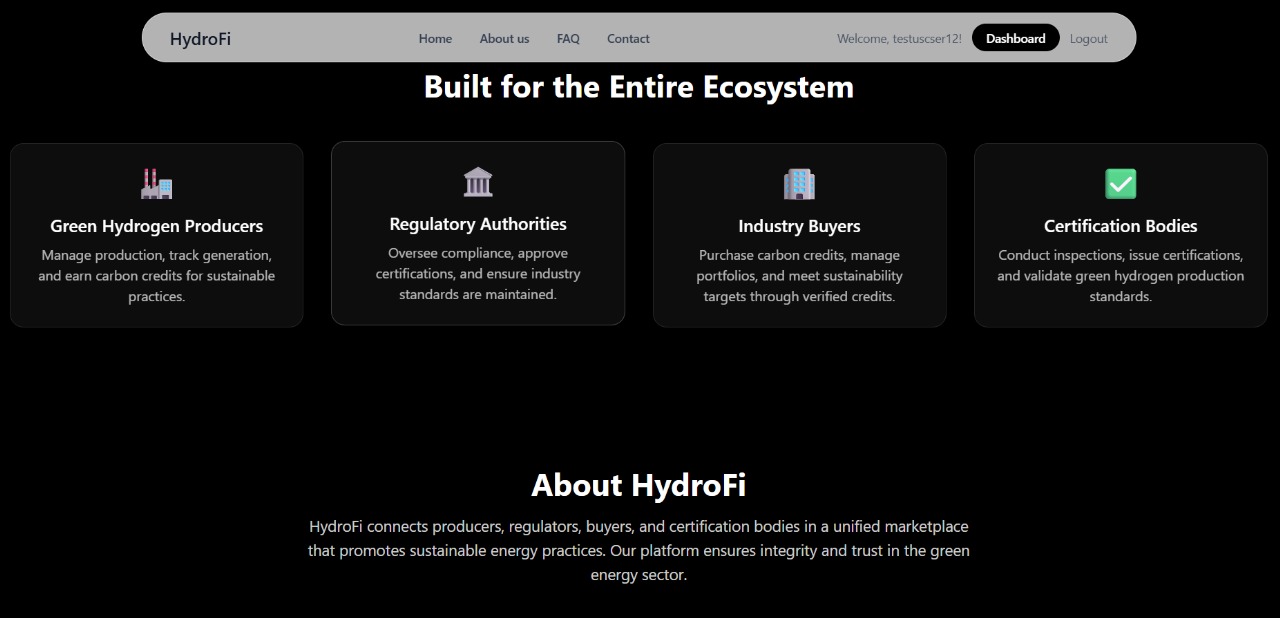 HydroFi
Home
About us
FAQ
Contact
Welcome, testuscser12!
Dashboard
Logout
Built for the Entire Ecosystem
Green Hydrogen Producers
Manage production, track generation,
and earn carbon credits for sustainable
practices.
Regulatory Authorities
Oversee compliance, approve
certifications, and ensure industry
standards are maintained.
Industry Buyers
Purchase carbon credits, manage
portfolios, and meet sustainability
targets through verified credits.
Certification Bodies
Conduct inspections, issue certifications,
and validate green hydrogen production
standards.
About HydroFi
HydroFi connects producers, regulators, buyers, and certification bodies in a unified marketplace
that promotes sustainable energy practices. Our platform ensures integrity and trust in the green
energy sector.